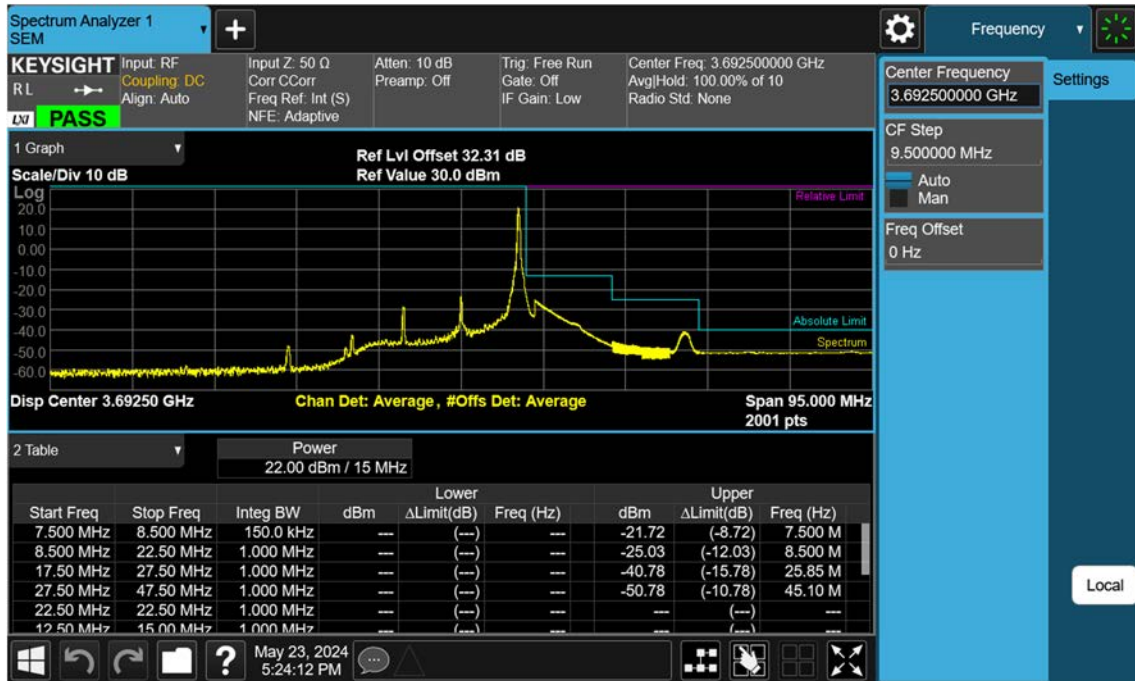 Spectrum Analyzer 1
SEM
+
Frequency
KEYSIGHT
RL
LXI PASS
Input: RF
Coupling: DC
Align: Auto
Input Z: 50 Ω
Corr CCorr
Freq Ref: Int (S)
NFE: Adaptive
Atten: 10 dB
Preamp: Off
Trig: Free Run
Gate: Off
IF Gain: Low
Center Freq: 3.692500000 GHz
Avg|Hold: 100.00% of 10
Radio Std: None
Center Frequency
3.692500000 GHz
Settings
CF Step
9.500000 MHz
Auto
Man
Freq Offset
0 Hz
1 Graph
Scale/Div 10 dB
Ref Lvl Offset 32.31 dB
Ref Value 30.0 dBm
Log
20.0
10.0
0.00
-10.0
-20.0
-30.0
-40.0
-50.0
-60.0
Relative Limit
Absolute Limit
Spectrum
Disp Center 3.69250 GHz
Chan Det: Average, #Offs Det: Average
Span 95.000 MHz
2001 pts
2 Table
Power
22.00 dBm / 15 MHz
Lower Upper
Start Freq Stop Freq Integ BW dBm ΔLimit(dB) Freq (Hz) dBm ΔLimit(dB) Freq (Hz)
7.500 MHz 8.500 MHz 150.0 kHz --- (---) --- -21.72 (-8.72) 7.500 M
8.500 MHz 22.50 MHz 1.000 MHz --- (---) --- -25.03 (-12.03) 8.500 M
17.50 MHz 27.50 MHz 1.000 MHz --- (---) --- -40.78 (-15.78) 25.85 M
27.50 MHz 47.50 MHz 1.000 MHz --- (---) --- -50.78 (-10.78) 45.10 M
22.50 MHz 22.50 MHz 1.000 MHz --- (---) --- --- (---) ---
12.50 MHz 15.00 MHz 1.000 MHz --- (---) --- --- (---) ---
Local
?
May 23, 2024
5:24:12 PM